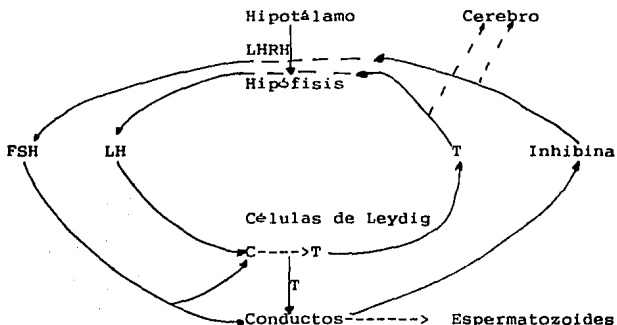 Hipotálamo Cerebro
LHRH
Hipófisis
FSH LH T Inhibina
Células de Leydig
C---->T
T
Conductos------> Espermatozoides